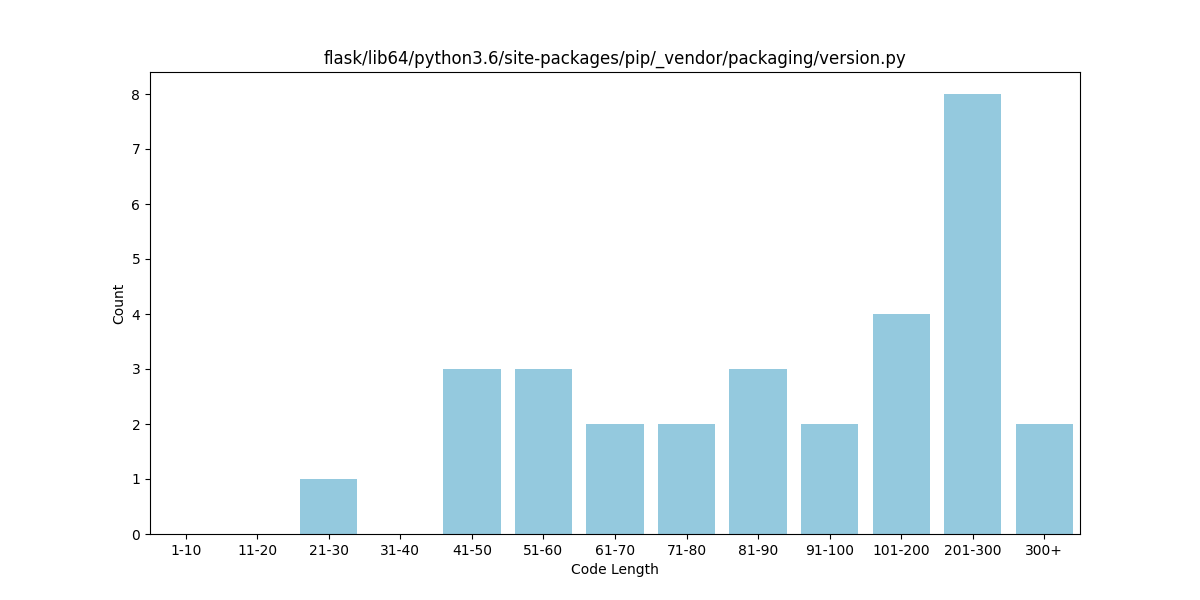 flask/lib64/python3.6/site-packages/pip/_vendor/packaging/version.py
8
7
6
5
4
3
2
1
0
Count
1-10 11-20 21-30 31-40 41-50 51-60 61-70 71-80 81-90 91-100 101-200 201-300 300+
Code Length